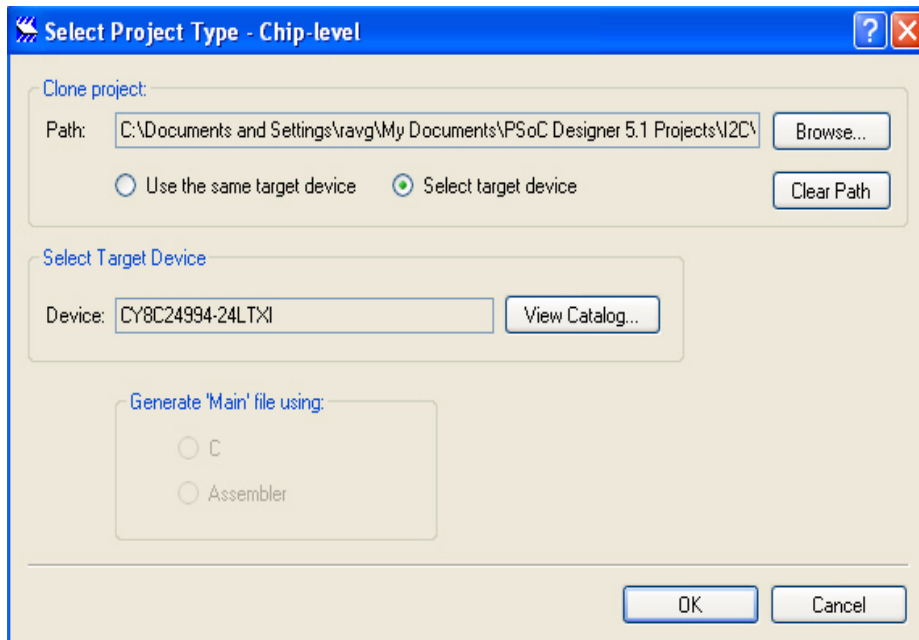 Select Project Type - Chip-level
Clone project:
Path: C:\Documents and Settings\ravg\My Documents\PSoC Designer 5.1 Projects\I2C\ Browse...
Use the same target device Select target device Clear Path
Select Target Device
Device: CY8C24994-24LTXI View Catalog...
Generate 'Main' file using:
C
Assembler
OK Cancel